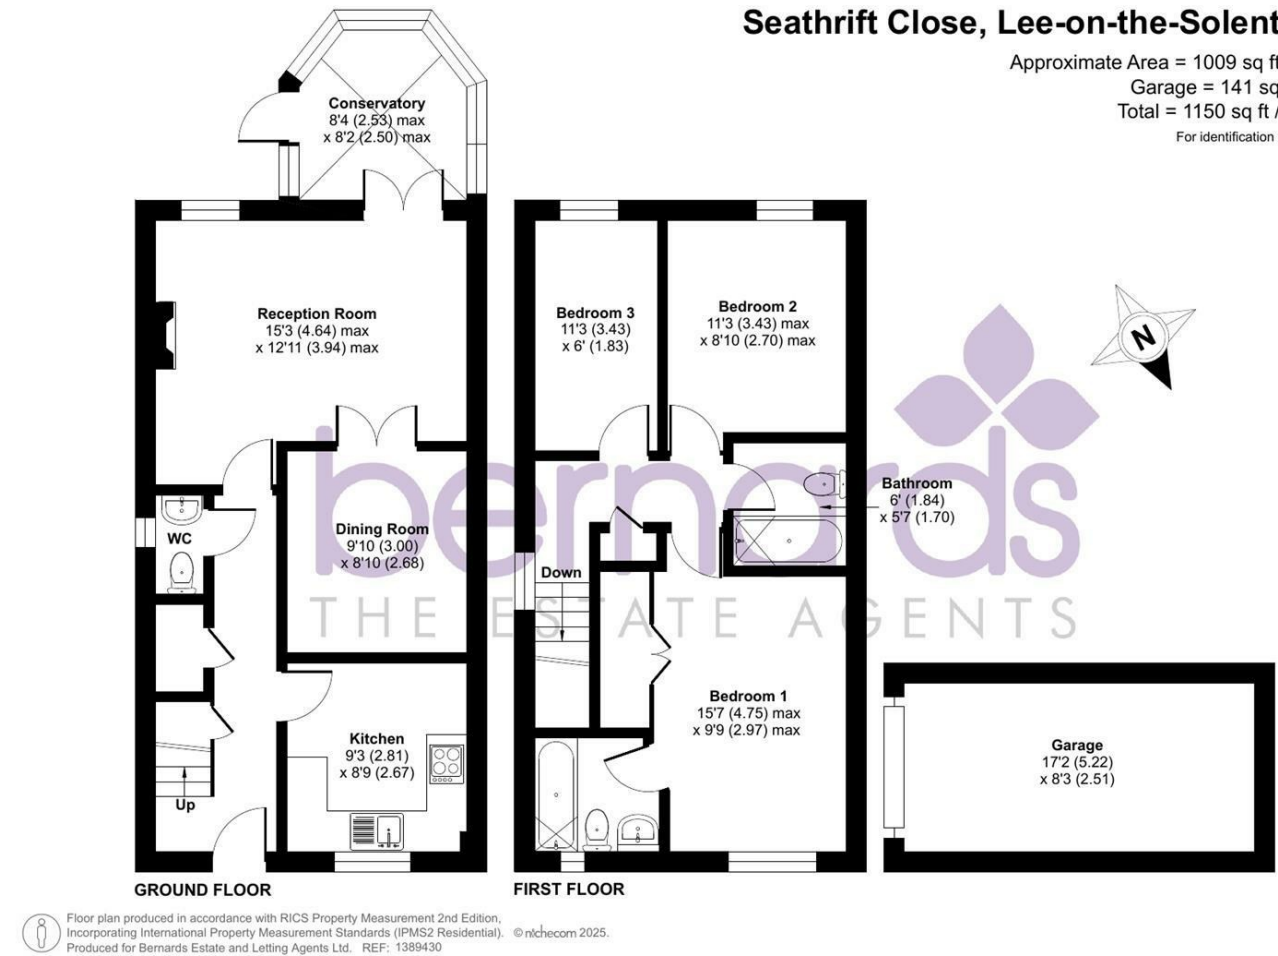 Seathrift Close, Lee-on-the-Solent
Approximate Area = 1009 sq ft
Garage = 141 sq
Total = 1150 sq ft /
For identification
Conservatory
8'4 (2.53) max
x 8'2 (2.50) max
Reception Room
15'3 (4.64) max
x 12'11 (3.94) max
Bedroom 3
11'3 (3.43)
x 6' (1.83)
Bedroom 2
11'3 (3.43) max
x 8'10 (2.70) max
N
bernards
THE ESTATE AGENTS
Bathroom
6' (1.84)
x 5'7 (1.70)
WC
Dining Room
9'10 (3.00)
x 8'10 (2.68)
Down
Bedroom 1
15'7 (4.75) max
x 9'9 (2.97) max
Kitchen
9'3 (2.81)
x 8'9 (2.67)
Up
Garage
17'2 (5.22)
x 8'3 (2.51)
GROUND FLOOR
FIRST FLOOR
Floor plan produced in accordance with RICS Property Measurement 2nd Edition,
Incorporating International Property Measurement Standards (IPMS2 Residential). © nichecom 2025.
Produced for Bernards Estate and Letting Agents Ltd. REF: 1389430